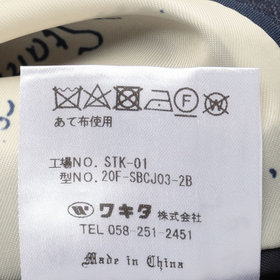 F W
あて布使用
工場NO. STK-01
型NO. 20F-SBCJ03-2B
ワキタ 株式会社
TEL 058-251-2451
Made in China